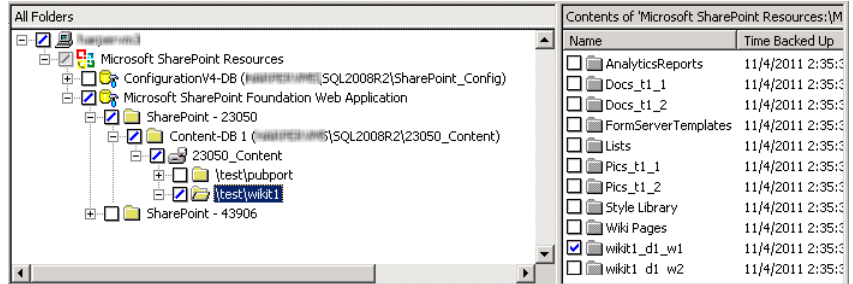 All Folders
Microsoft SharePoint Resources
ConfigurationV4-DB ( \SQL2008R2\SharePoint_Config)
Microsoft SharePoint Foundation Web Application
SharePoint - 23050
Content-DB 1 ( \SQL2008R2\23050_Content)
23050_Content
\test\pubport
\test\wikit1
SharePoint - 43906
Contents of 'Microsoft SharePoint Resources:\M
Name Time Backed Up
AnalyticsReports 11/4/2011 2:35:3
Docs_t1_1 11/4/2011 2:35:3
Docs_t1_2 11/4/2011 2:35:3
FormServerTemplates 11/4/2011 2:35:3
Lists 11/4/2011 2:35:3
Pics_t1_1 11/4/2011 2:35:3
Pics_t1_2 11/4/2011 2:35:3
Style Library 11/4/2011 2:35:3
Wiki Pages 11/4/2011 2:35:3
wikit1_d1_w1 11/4/2011 2:35:3
wikit1_d1_w2 11/4/2011 2:35:3